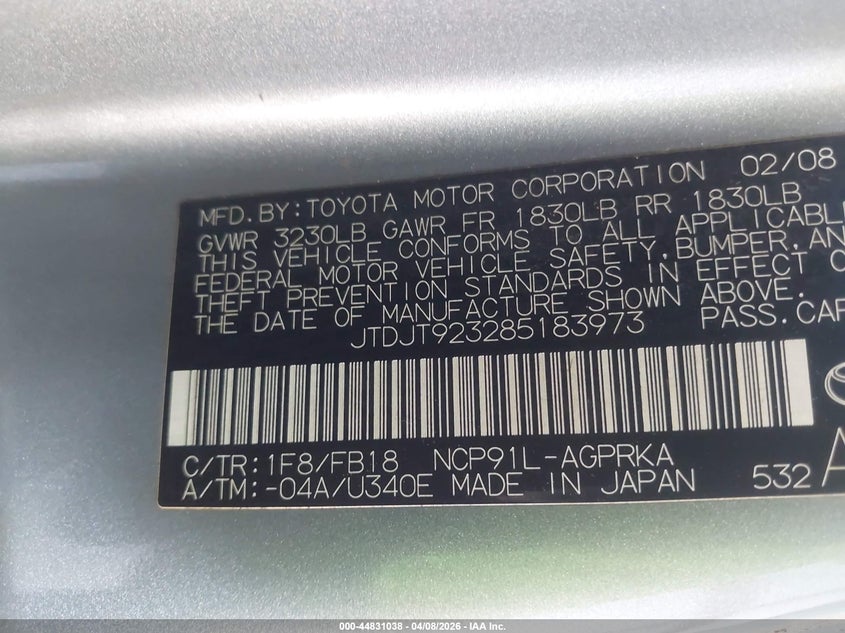 MFD.BY:TOYOTA MOTOR CORPORATION 02/08
GVWR 3230LB GAWR FR 1830LB RR 1830LB
THIS VEHICLE CONFORMS TO ALL APPLICABL
FEDERAL MOTOR VEHICLE SAFETY, BUMPER, AN
THEFT PREVENTION STANDARDS IN EFFECT O
THE DATE OF MANUFACTURE SHOWN ABOVE.
JTDJT923285183973 PASS.CAR
C/TR:1F8/FB18 NCP91L-AGPRKA
A/TM:-04A/U340E MADE IN JAPAN 532
A
000-44831038 - 04/08/2026 - IAA Inc.